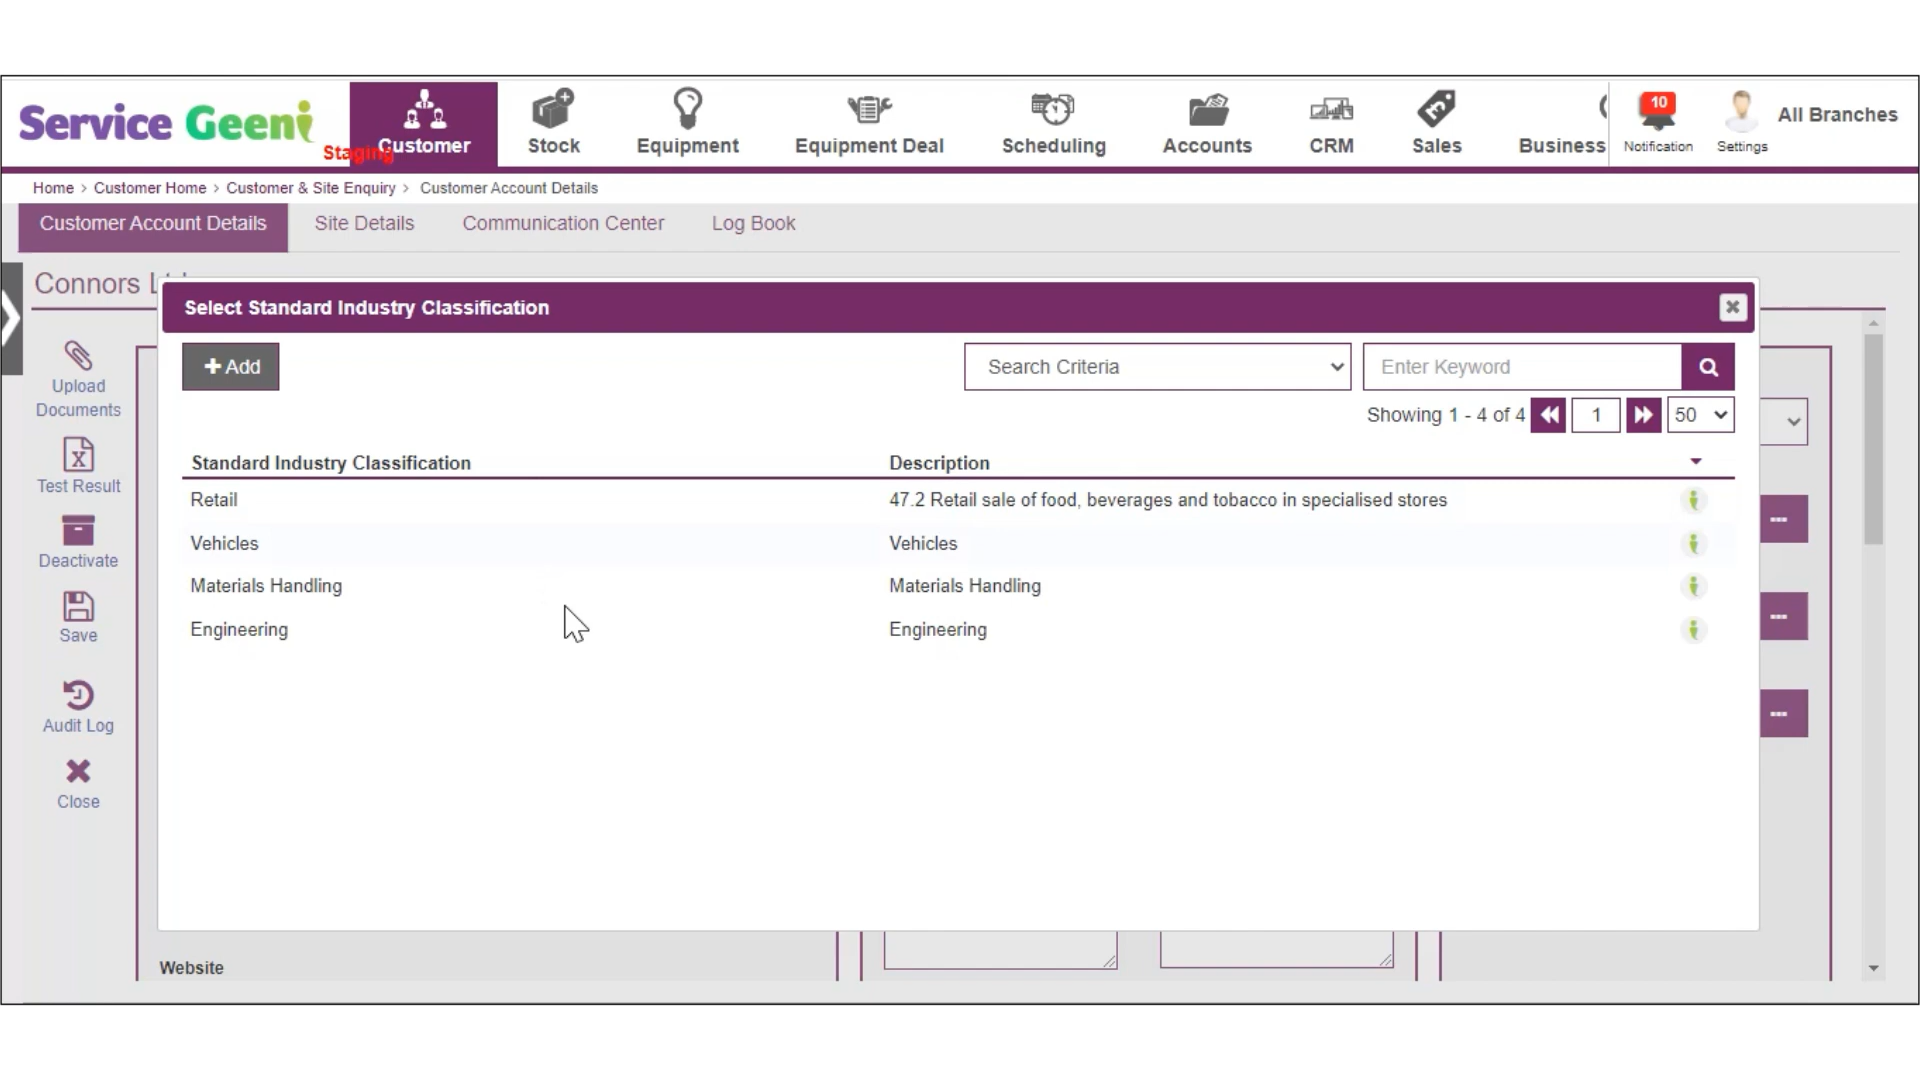 Service Geeni
Staging
Customer
Stock
Equipment
Equipment Deal
Scheduling
Accounts
CRM
Sales
Business
10
Notification
Settings
All Branches
Home > Customer Home > Customer & Site Enquiry > Customer Account Details
Customer Account Details
Site Details
Communication Center
Log Book
Connors
Select Standard Industry Classification
Add
Search Criteria
Enter Keyword
Showing 1 - 4 of 4
1
50
Standard Industry Classification
Description
Retail
47.2 Retail sale of food, beverages and tobacco in specialised stores
Vehicles
Vehicles
Materials Handling
Materials Handling
Engineering
Engineering
Upload
Documents
Test Result
Deactivate
Save
Audit Log
Close
Website